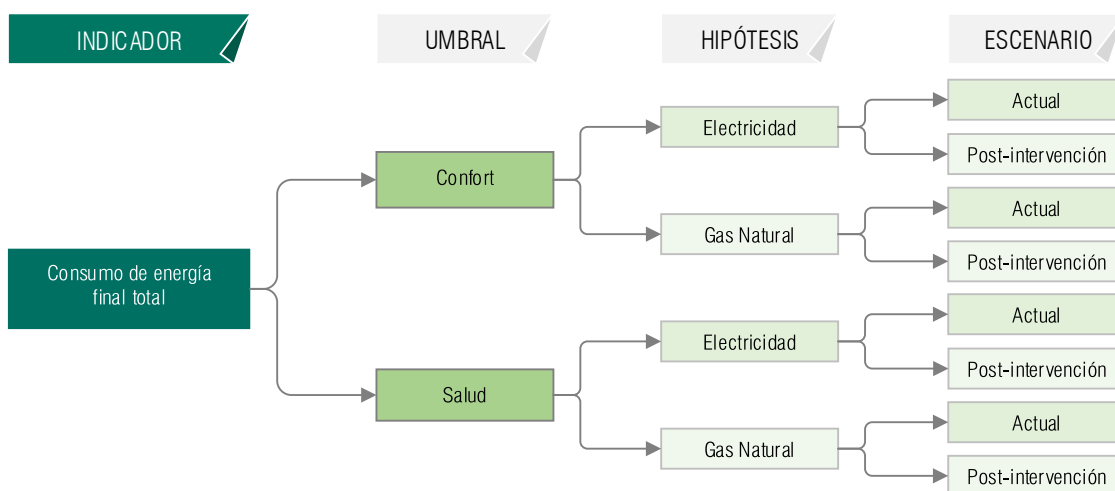 INDICADOR
UMBRAL
HIPÓTESIS
ESCENARIO
Consumo de energía
final total
Confort
Electricidad
Actual
Post-intervención
Gas Natural
Actual
Post-intervención
Salud
Electricidad
Actual
Post-intervención
Gas Natural
Actual
Post-intervención